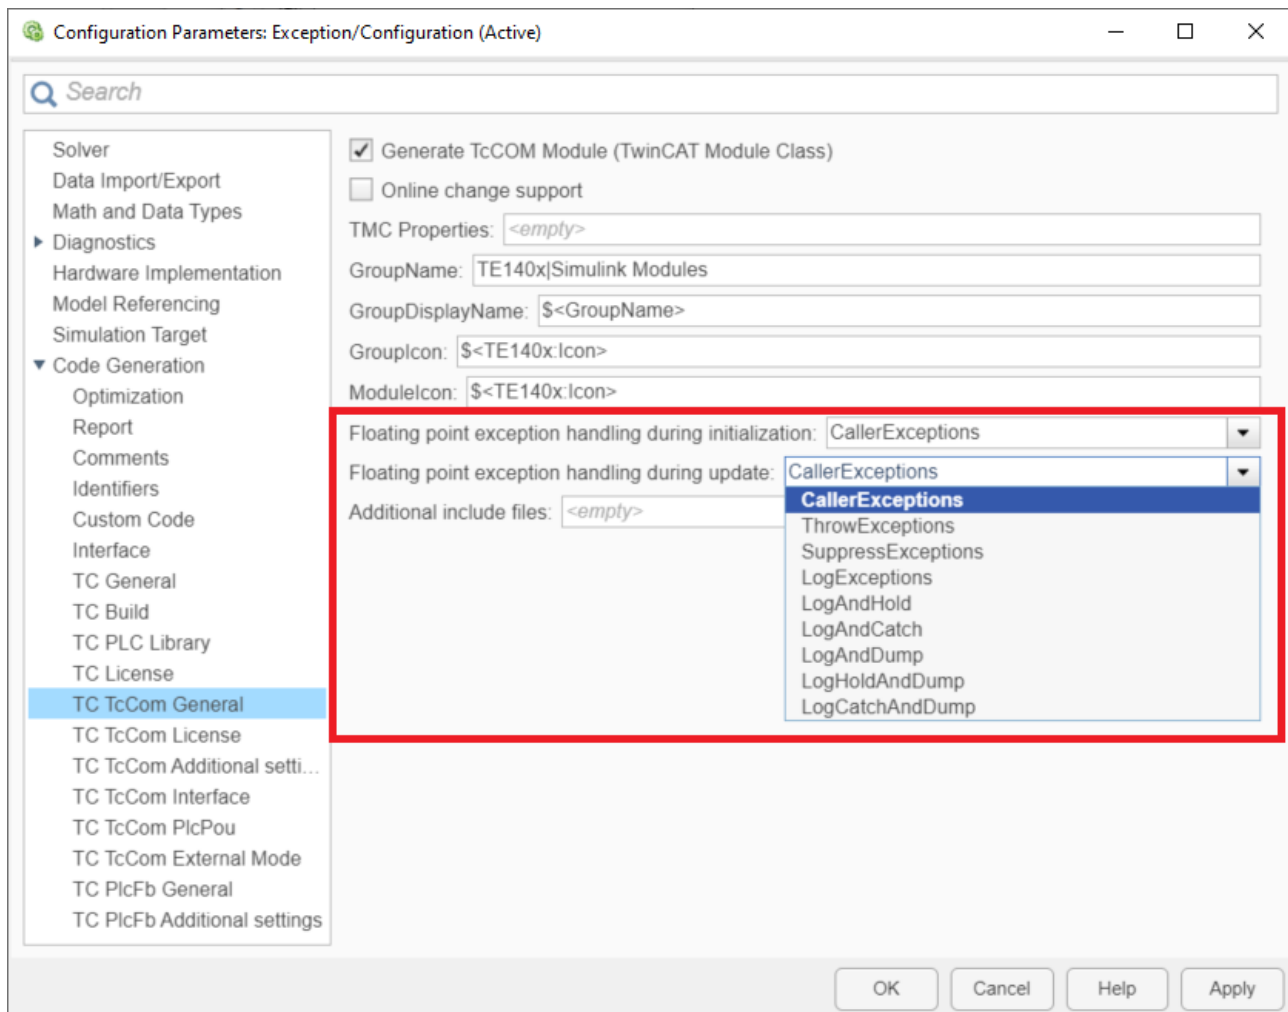 Configuration Parameters: Exception/Configuration (Active)
Search
Solver
Data Import/Export
Math and Data Types
Diagnostics
Hardware Implementation
Model Referencing
Simulation Target
Code Generation
Optimization
Report
Comments
Identifiers
Custom Code
Interface
TC General
TC Build
TC PLC Library
TC License
TC TcCom General
TC TcCom License
TC TcCom Additional setti...
TC TcCom Interface
TC TcCom PlcPou
TC TcCom External Mode
TC PlcFb General
TC PlcFb Additional settings
Generate TcCOM Module (TwinCAT Module Class)
Online change support
TMC Properties: <empty>
GroupName: TE140x|Simulink Modules
GroupDisplayName: $<GroupName>
GroupIcon: $<TE140x:Icon>
ModuleIcon: $<TE140x:Icon>
Floating point exception handling during initialization: CallerExceptions
Floating point exception handling during update: CallerExceptions
Additional include files: <empty>
CallerExceptions
ThrowExceptions
SuppressExceptions
LogExceptions
LogAndHold
LogAndCatch
LogAndDump
LogHoldAndDump
LogCatchAndDump
OK
Cancel
Help
Apply